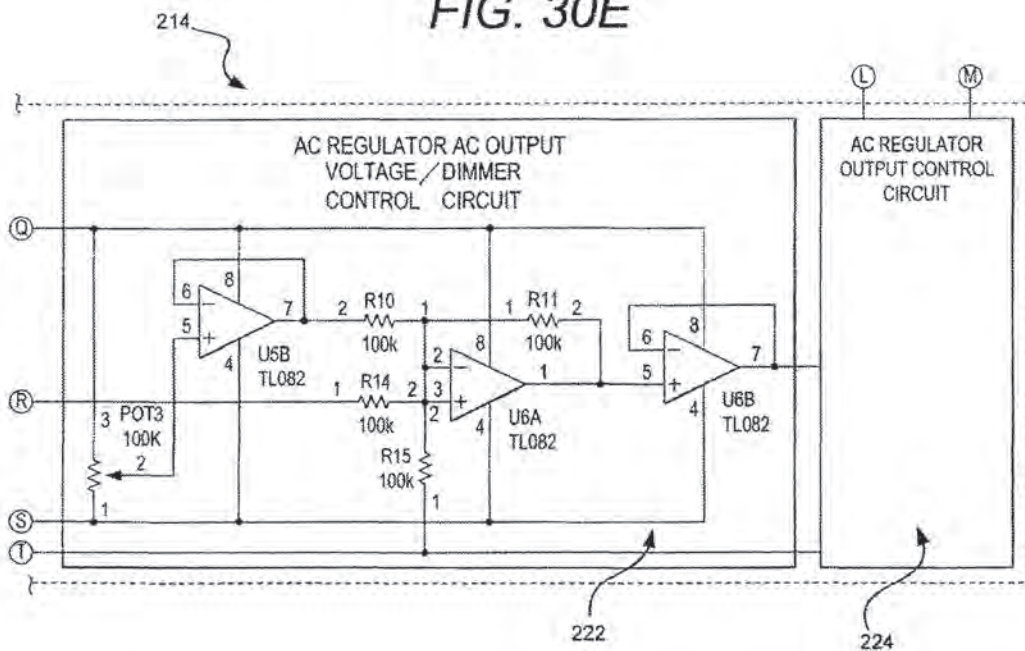 FIG. 30E
214
L M
AC REGULATOR AC OUTPUT
VOLTAGE/DIMMER
CONTROL CIRCUIT
AC REGULATOR
OUTPUT CONTROL
CIRCUIT
Q
8
6 7 2 R10 1 1 R11 2 6 8 7
5 100k 100k
4 U5B
TL082
2 8 1 5
R 1 R14 2 3
3 POT3 100k 2 U6A 4 U6B
100K TL082 TL082
2 R15 4
100k
1 1
S
T
222
224